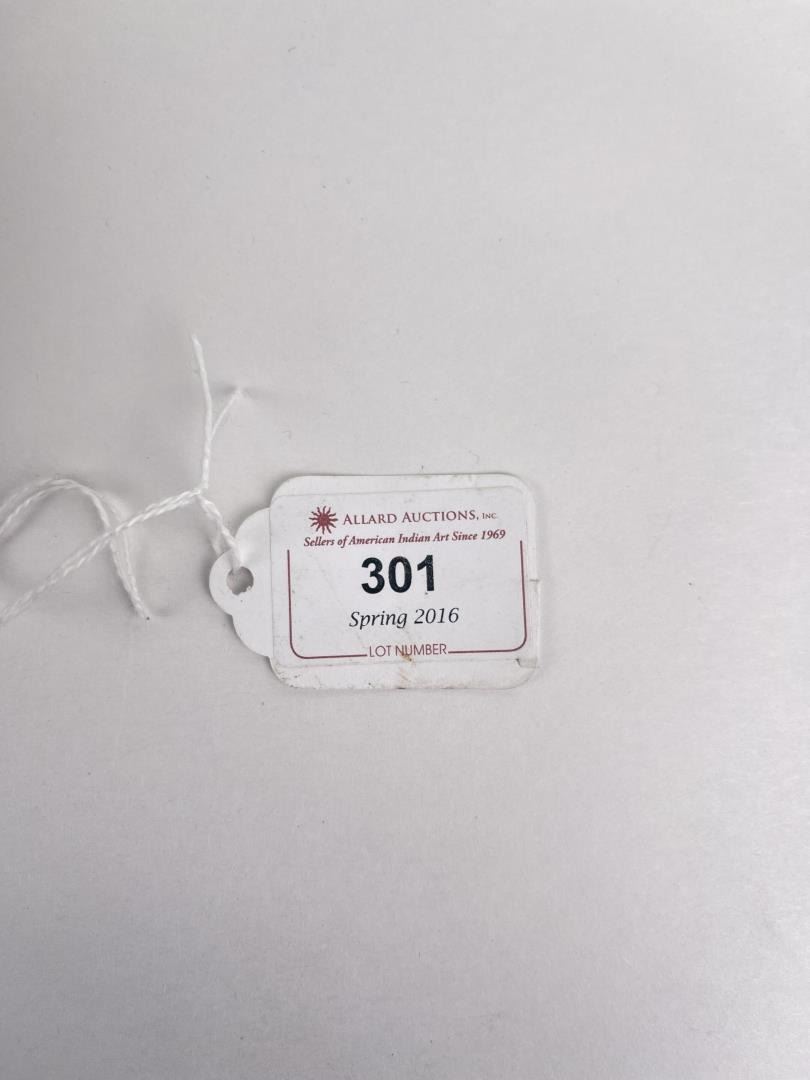 ALLARD AUCTIONS, INC.
Sellers of American Indian Art Since 1969
301
Spring 2016
LOT NUMBER